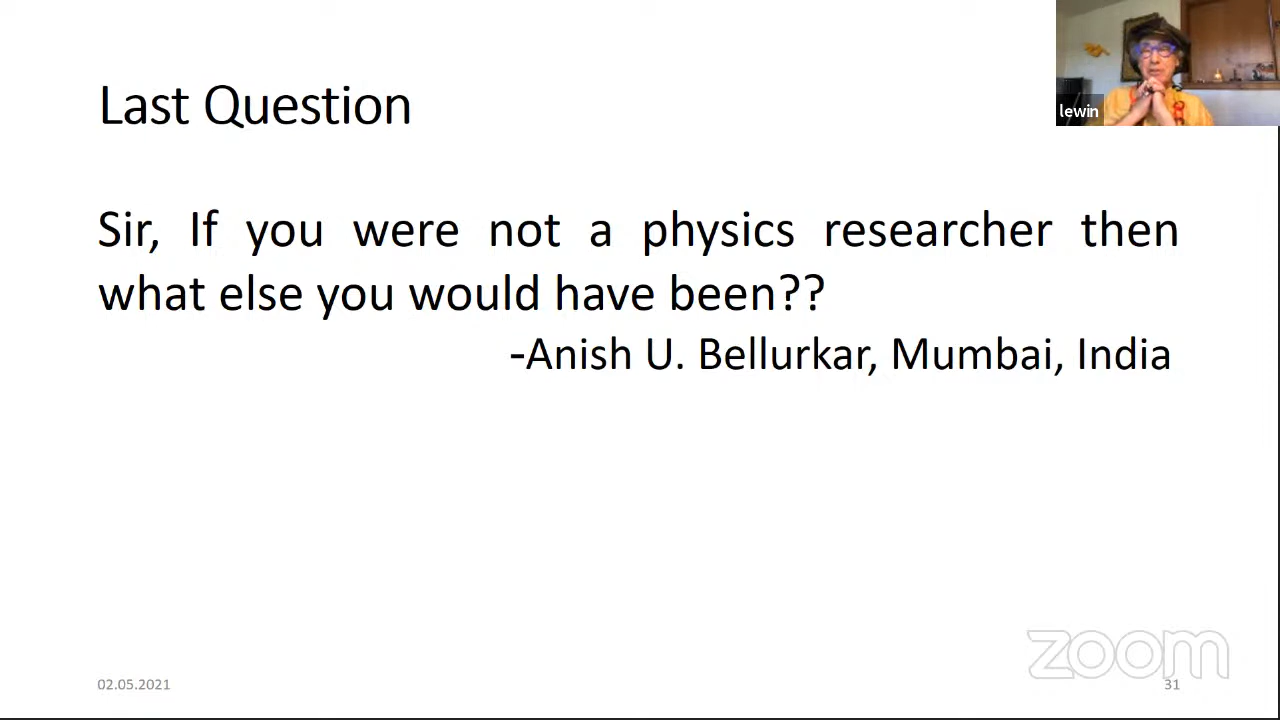 lewin
Last Question
Sir, If you were not a physics researcher then
what else you would have been??
-Anish U. Bellurkar, Mumbai, India
zoom
02.05.2021
31